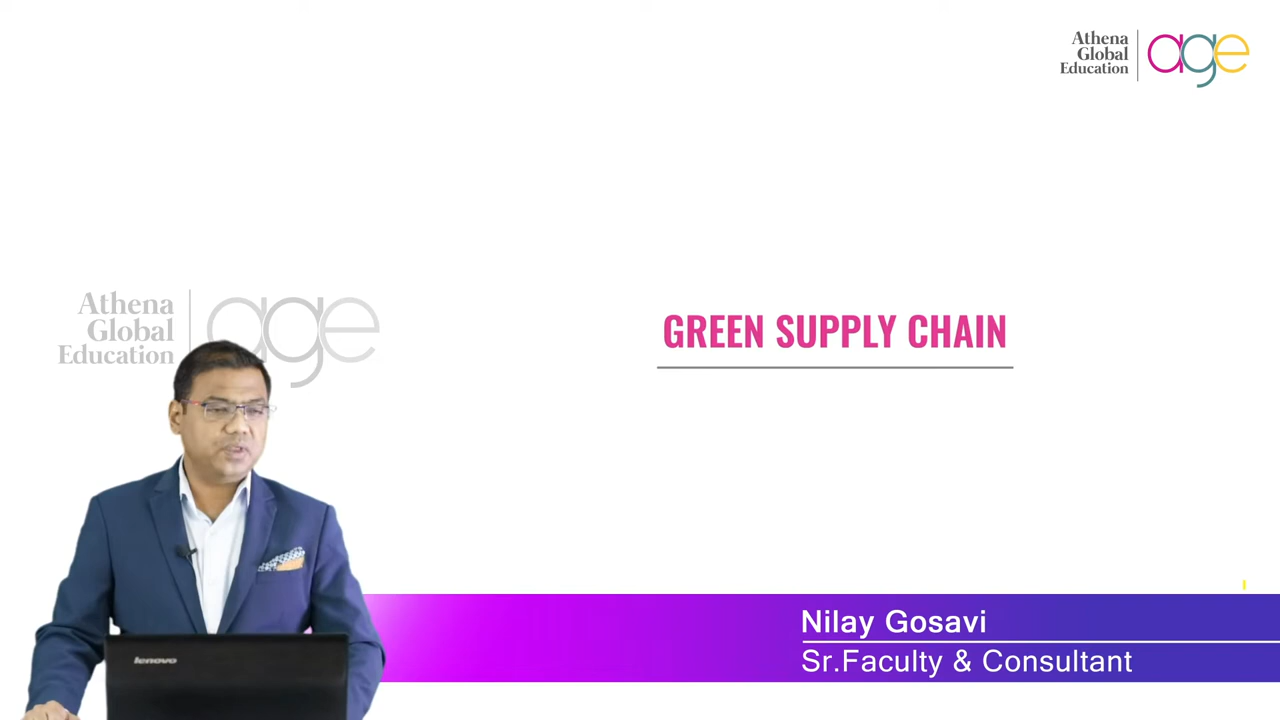 Athena
Global
Education
age
Athena
Global
Education
age
GREEN SUPPLY CHAIN
Nilay Gosavi
Sr.Faculty & Consultant
lenovo